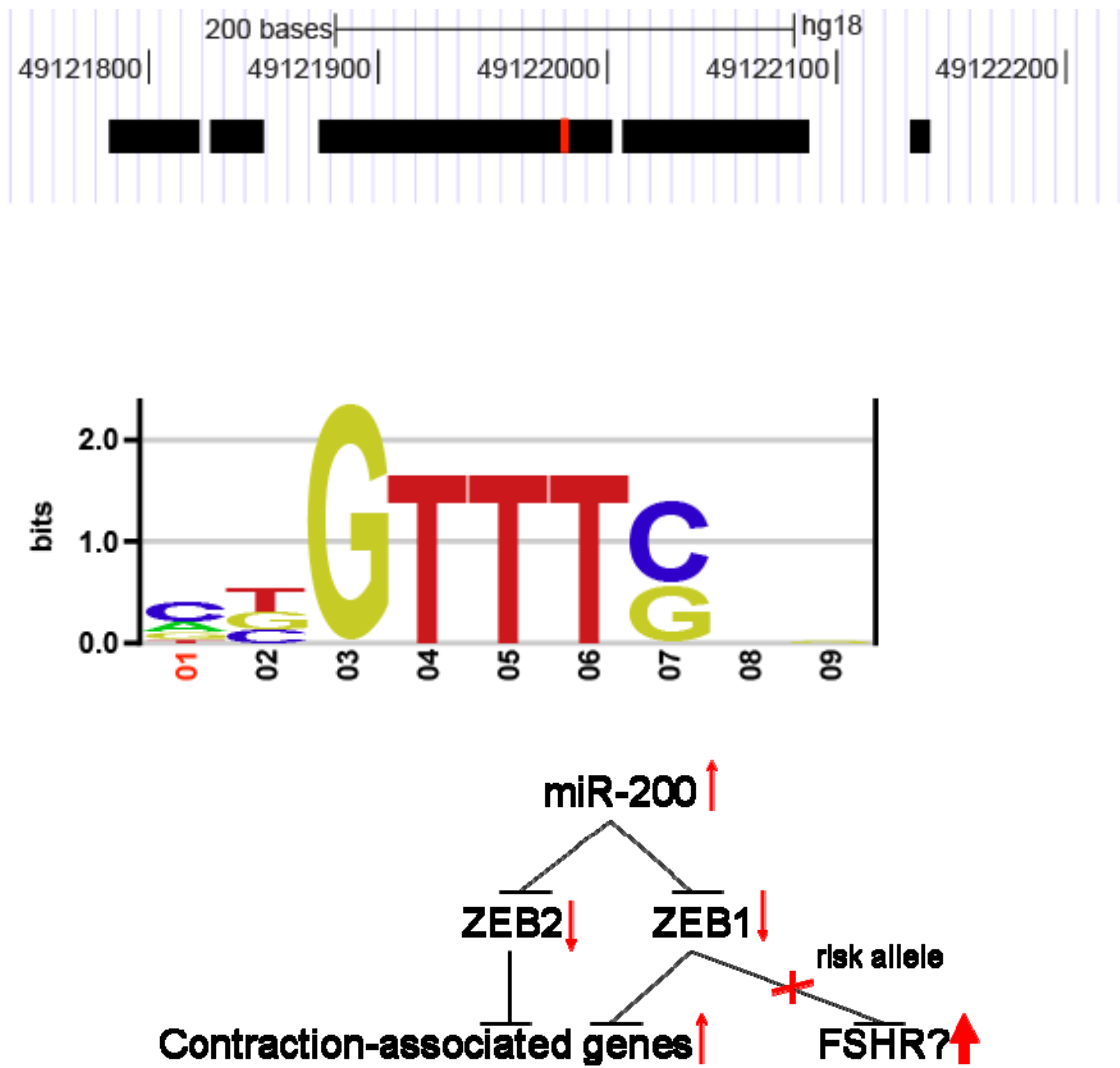 200 bases hg18
49121800 49121900 49122000 49122100 49122200
2.0
1.0
0.0
bits
C T G T T T C
A G G
G C
T
01 02 03 04 05 06 07 08 09
miR-200
ZEB2 ZEB1
risk allele
Contraction-associated genes FSHR?